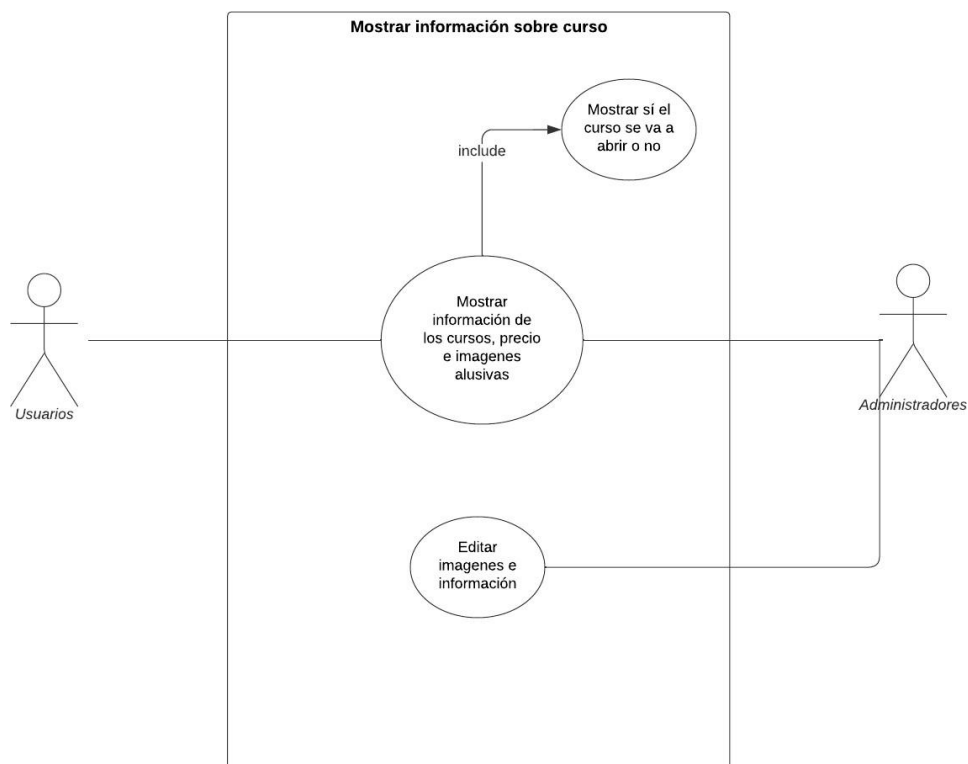 Mostrar información sobre curso
Mostrar sí el
curso se va a
abrir o no
include
Mostrar
información de
los cursos, precio
e imagenes
alusivas
Usuarios
Administradores
Editar
imagenes e
información